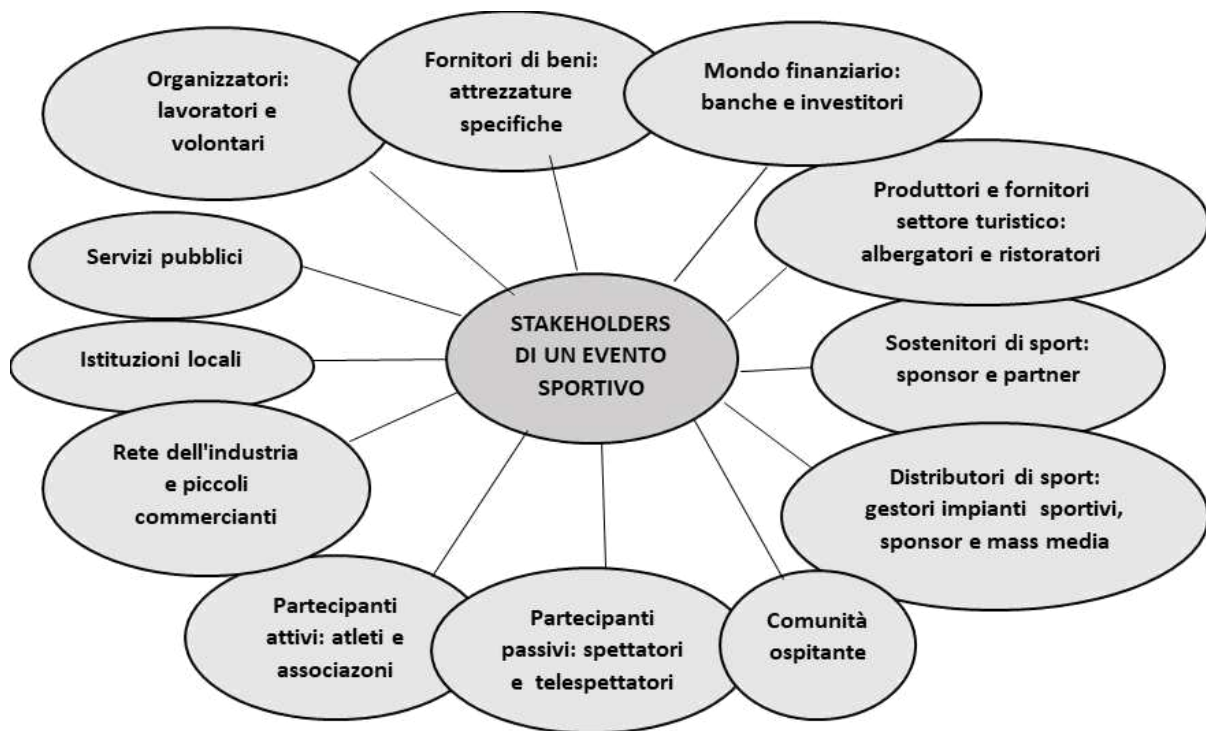 Organizzatori:
lavoratori e
volontari
Fornitori di beni:
attrezzature
specifiche
Mondo finanziario:
banche e investitori
Produttori e fornitori
settore turistico:
albergatori e ristoratori
Servizi pubblici
STAKEHOLDERS
DI UN EVENTO
SPORTIVO
Istituzioni locali
Sostenitori di sport:
sponsor e partner
Rete dell'industria
e piccoli
commercianti
Distributori di sport:
gestori impianti sportivi,
sponsor e mass media
Partecipanti
attivi: atleti e
associazoni
Partecipanti
passivi: spettatori
e telespettatori
Comunità
ospitante